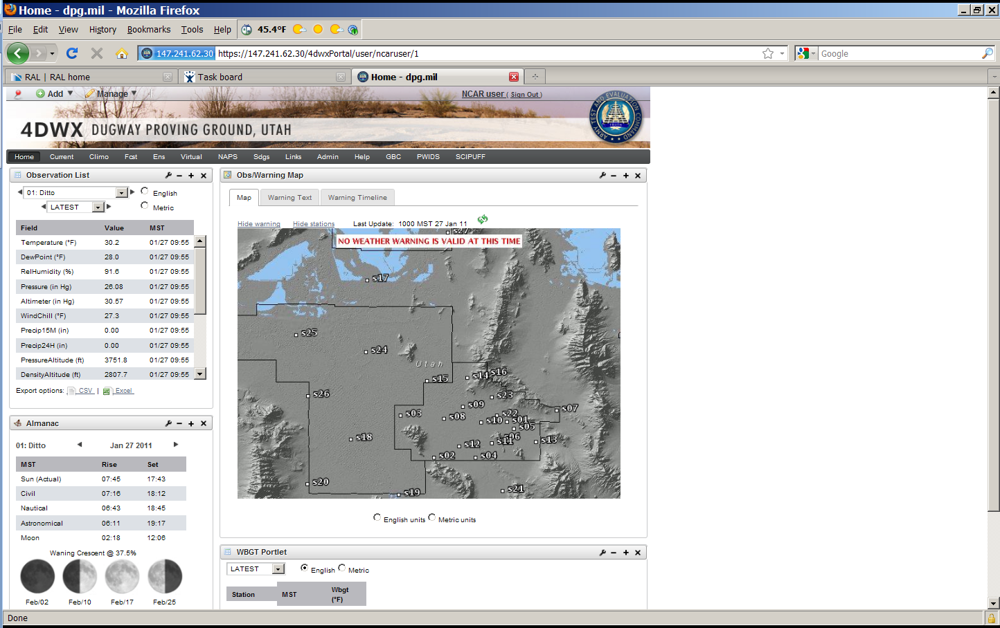 Home - dpg.mil - Mozilla Firefox
File Edit View History Bookmarks Tools Help 45.4°F
147.241.62.30 https://147.241.62.30/4dwxPortal/user/ncaruser/1 Google
RAL | RAL home Task board Home - dpg.mil
Add Manage NCAR user ( Sign Out )
4DWX DUGWAY PROVING GROUND, UTAH
ARMY TEST AND EVALUATION COMMAND
TRUTH
Home Current Climo Fcst Ens Virtual NAPS Sdgs Links Admin Help GBC PWIDS SCIPUFF
Observation List
01: Ditto English
LATEST Metric
Field Value MST
Temperature (°F) 30.2 01/27 09:55
DewPoint (°F) 28.0 01/27 09:55
RelHumidity (%) 91.6 01/27 09:55
Pressure (in Hg) 26.08 01/27 09:55
Altimeter (in Hg) 30.57 01/27 09:55
WindChill (°F) 27.3 01/27 09:55
Precip15M (in) 0.00 01/27 09:55
Precip24H (in) 0.00 01/27 09:55
PressureAltitude (ft) 3751.8 01/27 09:55
DensityAltitude (ft) 2807.7 01/27 09:55
Export options: CSV | Excel
Almanac
01: Ditto Jan 27 2011
MST Rise Set
Sun (Actual) 07:45 17:43
Civil 07:16 18:12
Nautical 06:43 18:45
Astronomical 06:11 19:17
Moon 02:18 12:06
Waning Crescent @ 37.5%
Feb/02 Feb/10 Feb/17 Feb/25
Obs/Warning Map
Map Warning Text Warning Timeline
Hide warning Hide stations Last Update: 1000 MST 27 Jan 11
s27
NO WEATHER WARNING IS VALID AT THIS TIME
s17
s25
s24
Utah
s15 s14 s16
s26 s23
s09 s07
s03 s08 s10 s22 s01
s05
s18 s12 s11 s06 s13
s02 s04
s20
s19 s21
English units Metric units
WBGT Portlet
LATEST English Metric
Station MST Wbgt
(°F)
Done